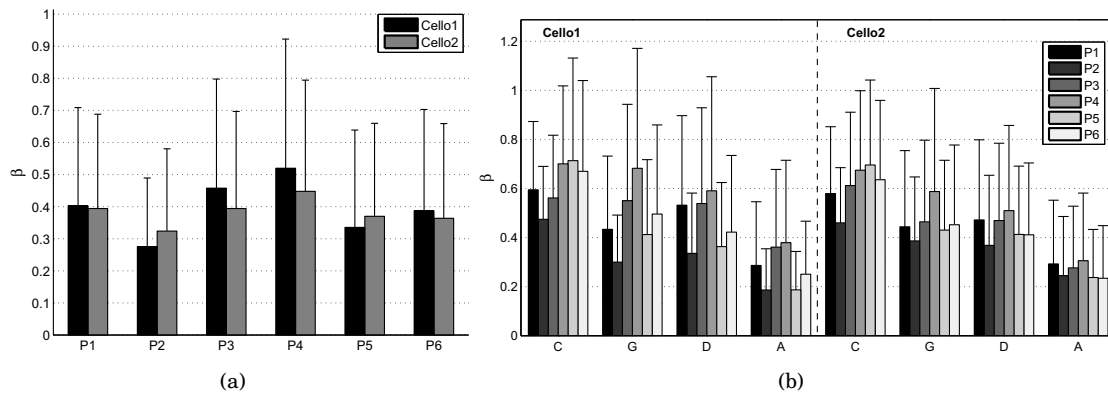 1
0.9
0.8
0.7
0.6
0.5
0.4
0.3
0.2
0.1
0
β
Cello1
Cello2
P1 P2 P3 P4 P5 P6
(a)
1.2
1
0.8
0.6
0.4
0.2
0
β
Cello1 Cello2
P1
P2
P3
P4
P5
P6
C G D A C G D A
(b)